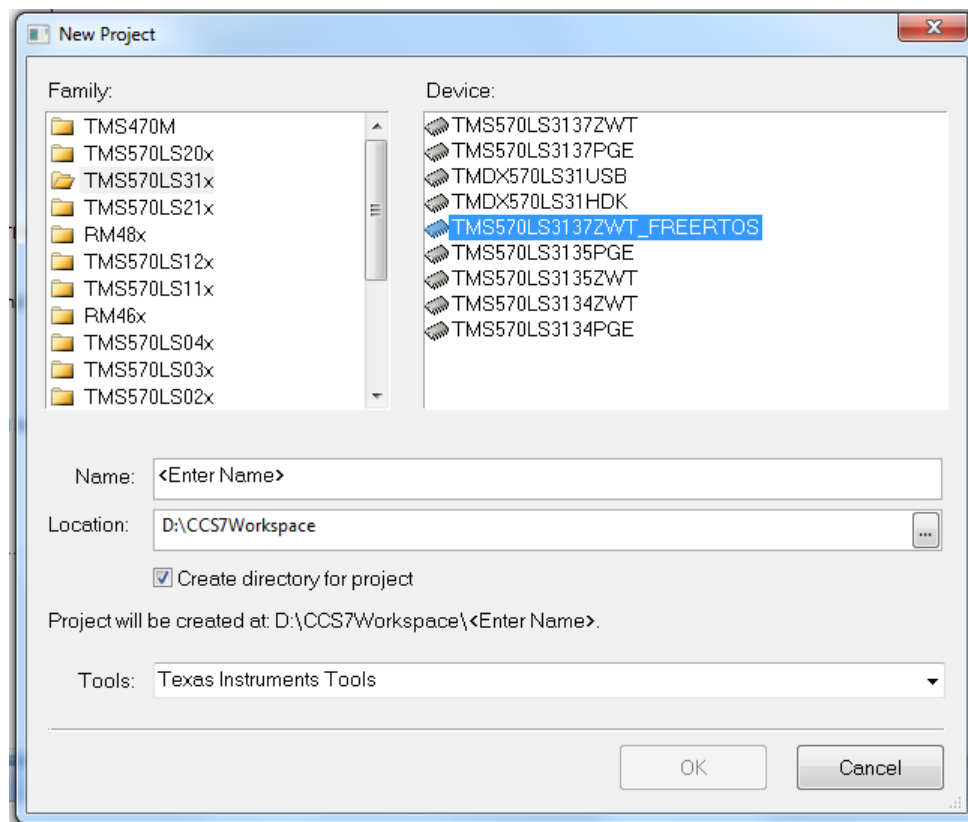 New Project
Family:
TMS470M
TMS570LS20x
TMS570LS31x
TMS570LS21x
RM48x
TMS570LS12x
TMS570LS11x
RM46x
TMS570LS04x
TMS570LS03x
TMS570LS02x
Device:
TMS570LS3137ZWT
TMS570LS3137PGE
TMDX570LS31USB
TMDX570LS31HDK
TMS570LS3137ZWT_FREERTOS
TMS570LS3135PGE
TMS570LS3135ZWT
TMS570LS3134ZWT
TMS570LS3134PGE
Name: <Enter Name>
Location: D:\CCS7Workspace ...
Create directory for project
Project will be created at: D:\CCS7Workspace\<Enter Name>.
Tools: Texas Instruments Tools
OK Cancel